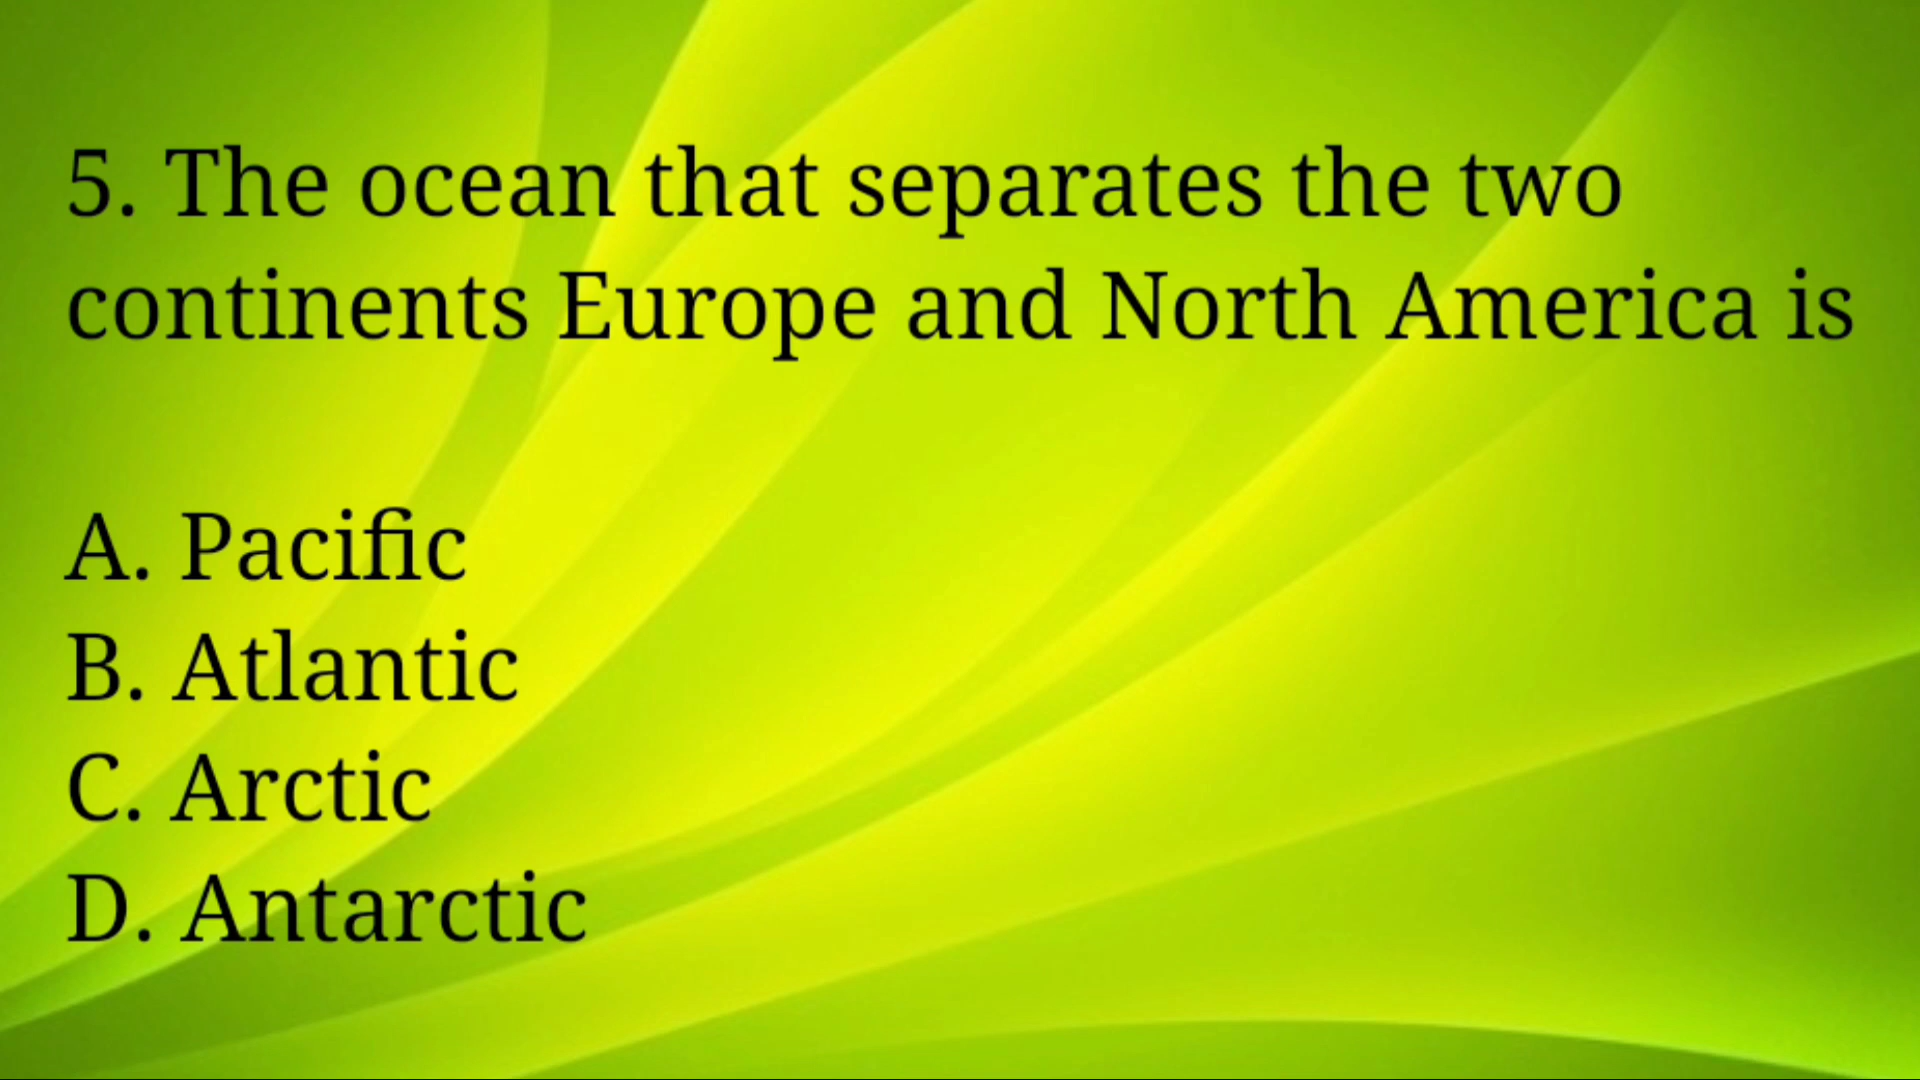 5. The ocean that separates the two
continents Europe and North America is
A. Pacific
B. Atlantic
C. Arctic
D. Antarctic